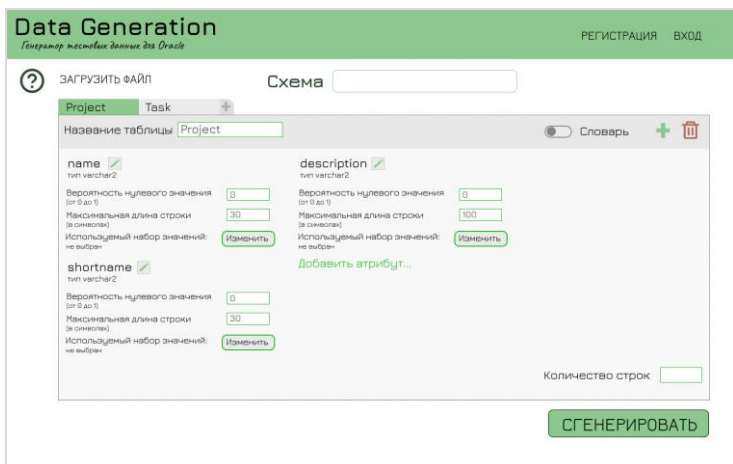 Data Generation
Генератор тестовых данных для Oracle
РЕГИСТРАЦИЯ ВХОД
ЗАГРУЗИТЬ ФАЙЛ
Схема
Project Task
Название таблицы Project
Словарь
name
тип varchar2
Вероятность нулевого значения 0
(от 0 до 1)
Максимальная длина строки 30
(в символах)
Используемый набор значений: Изменить
не выбран
shortname
тип varchar2
Вероятность нулевого значения 0
(от 0 до 1)
Максимальная длина строки 30
(в символах)
Используемый набор значений: Изменить
не выбран
description
тип varchar2
Вероятность нулевого значения 0
(от 0 до 1)
Максимальная длина строки 100
(в символах)
Используемый набор значений: Изменить
не выбран
Добавить атрибут...
Количество строк
СГЕНЕРИРОВАТЬ